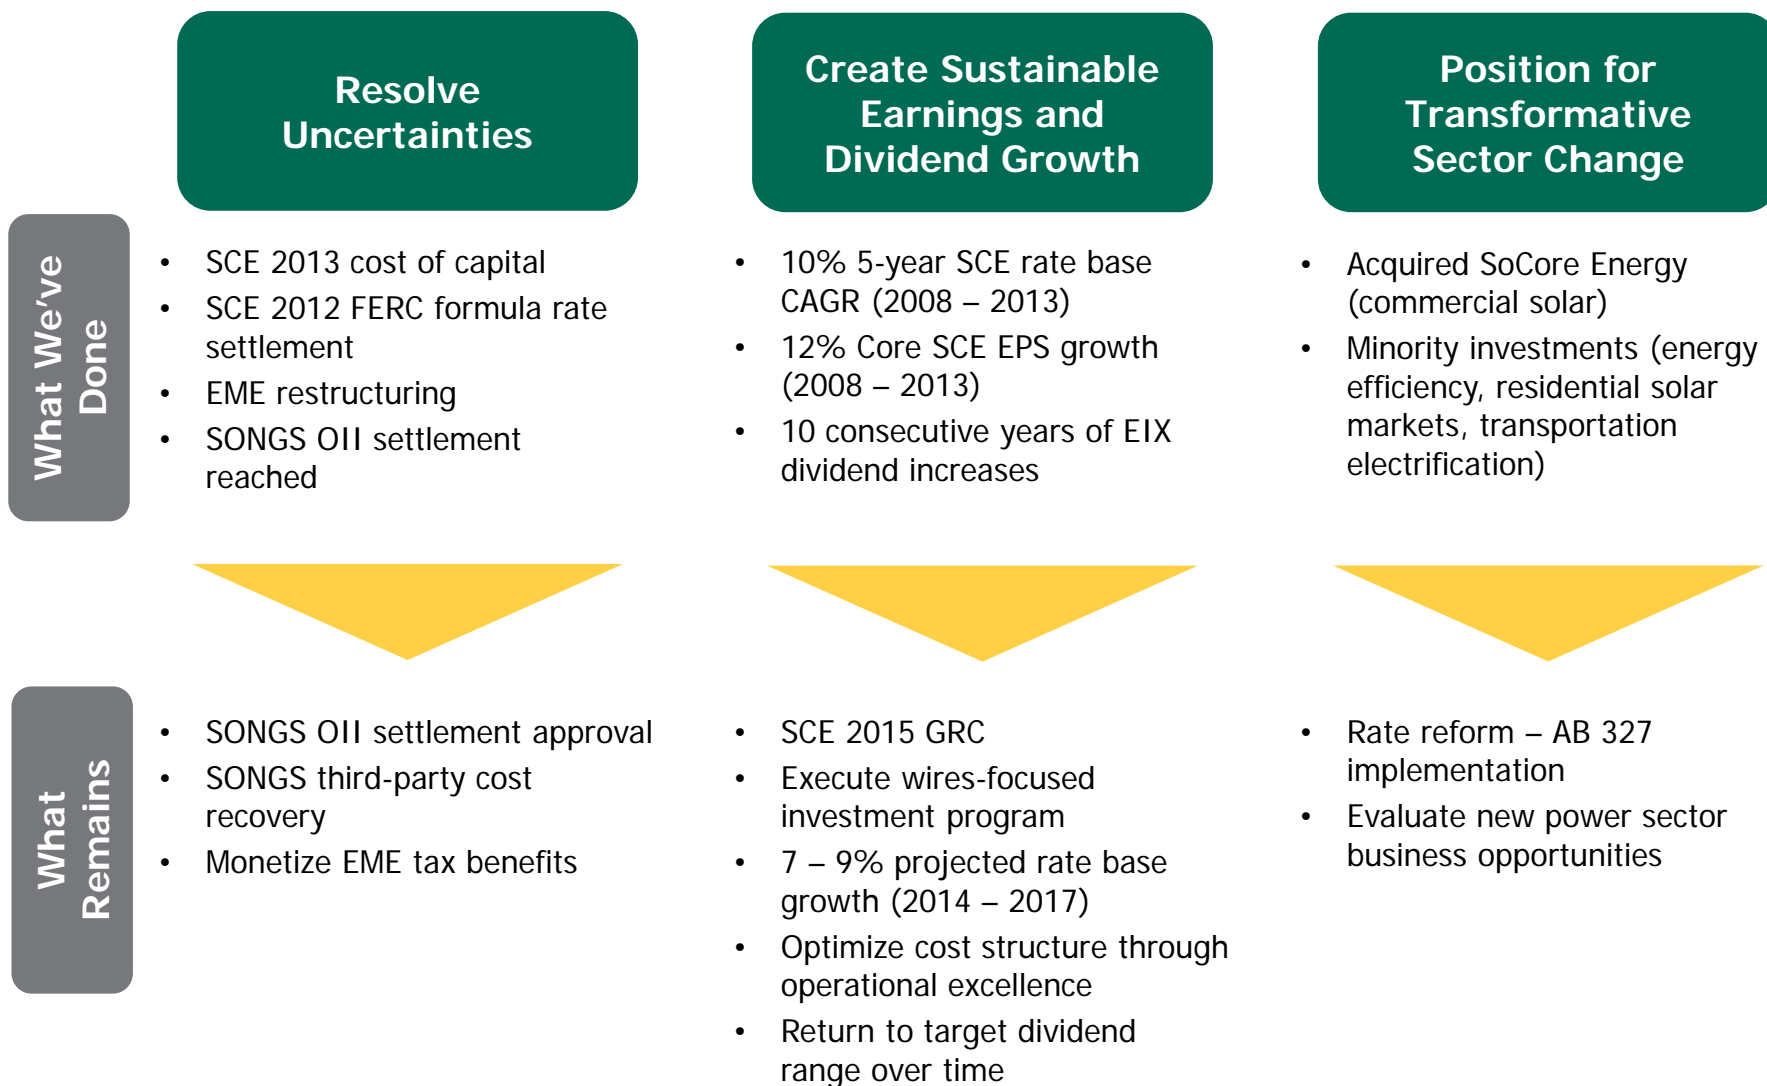 Resolve
Uncertainties
Create Sustainable
Earnings and
Dividend Growth
Position for
Transformative
Sector Change
What We've
Done
• SCE 2013 cost of capital
• SCE 2012 FERC formula rate
settlement
• EME restructuring
• SONGS OII settlement
reached
• 10% 5-year SCE rate base
CAGR (2008 – 2013)
• 12% Core SCE EPS growth
(2008 – 2013)
• 10 consecutive years of EIX
dividend increases
• Acquired SoCore Energy
(commercial solar)
• Minority investments (energy
efficiency, residential solar
markets, transportation
electrification)
What
Remains
• SONGS OII settlement approval
• SONGS third-party cost
recovery
• Monetize EME tax benefits
• SCE 2015 GRC
• Execute wires-focused
investment program
• 7 – 9% projected rate base
growth (2014 – 2017)
• Optimize cost structure through
operational excellence
• Return to target dividend
range over time
• Rate reform – AB 327
implementation
• Evaluate new power sector
business opportunities